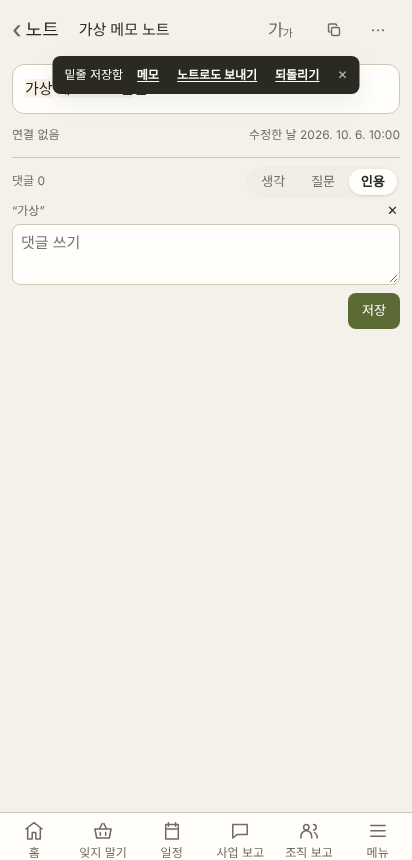 노트
가상 메모 노트
가가
밑줄 저장함 메모 노트로도 보내기 되돌리기
가상
연결 없음
수정한 날 2026. 10. 6. 10:00
댓글 0
생각 질문 인용
“가상”
댓글 쓰기
저장
홈
잊지 말기
일정
사업 보고
조직 보고
메뉴